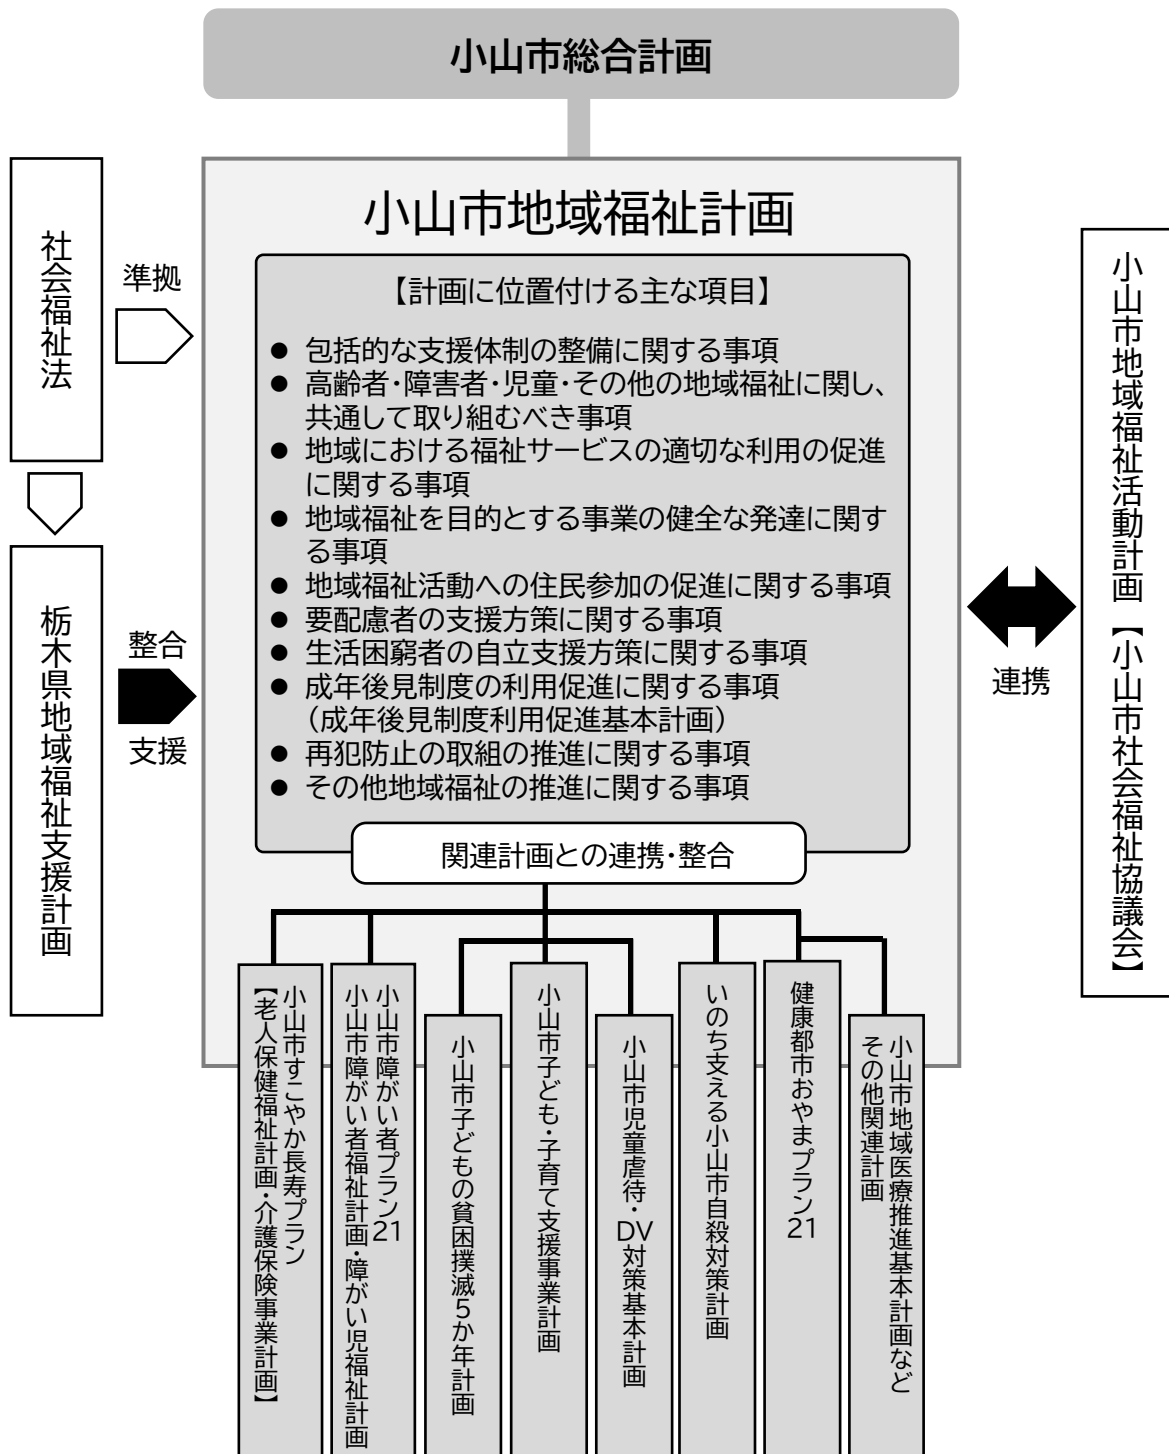 小山市総合計画
社会福祉法
準拠
栃木県地域福祉支援計画
整合
支援
小山市地域福祉計画
【計画に位置付ける主な項目】
● 包括的な支援体制の整備に関する事項
● 高齢者・障害者・児童・その他の地域福祉に関し、
共通して取り組むべき事項
● 地域における福祉サービスの適切な利用の促進
に関する事項
● 地域福祉を目的とする事業の健全な発達に関す
る事項
● 地域福祉活動への住民参加の促進に関する事項
● 要配慮者の支援方策に関する事項
● 生活困窮者の自立支援方策に関する事項
● 成年後見制度の利用促進に関する事項
（成年後見制度利用促進基本計画）
● 再犯防止の取組の推進に関する事項
● その他地域福祉の推進に関する事項
関連計画との連携・整合
連携
小山市地域福祉活動計画【小山市社会福祉協議会】
小山市すこやか長寿プラン
【老人保健福祉計画・介護保険事業計画】
小山市障がい者プラン21
小山市障がい者福祉計画・障がい児福祉計画
小山市子どもの貧困撲滅5か年計画
小山市子ども・子育て支援事業計画
小山市児童虐待・DV対策基本計画
いのち支える小山市自殺対策計画
健康都市おやまプラン21
小山市地域医療推進基本計画など
その他関連計画